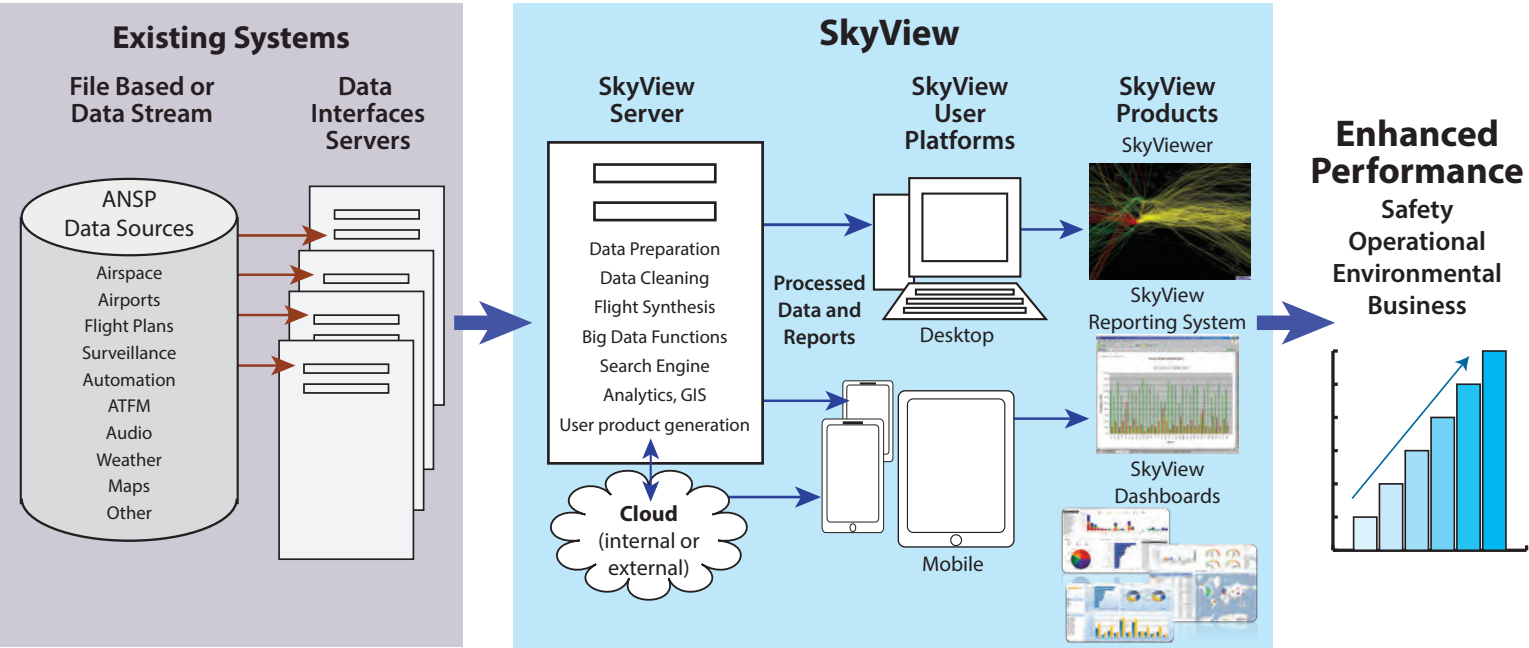 Existing Systems
File Based or
Data Stream
Data
Interfaces
Servers
ANSP
Data Sources
Airspace
Airports
Flight Plans
Surveillance
Automation
ATFM
Audio
Weather
Maps
Other
SkyView
SkyView
Server
Data Preparation
Data Cleaning
Flight Synthesis
Big Data Functions
Search Engine
Analytics, GIS
User product generation
Cloud
(internal or
external)
Processed
Data and
Reports
SkyView
User
Platforms
Desktop
Mobile
SkyView
Products
SkyViewer
SkyView
Reporting System
SkyView
Dashboards
Enhanced
Performance
Safety
Operational
Environmental
Business